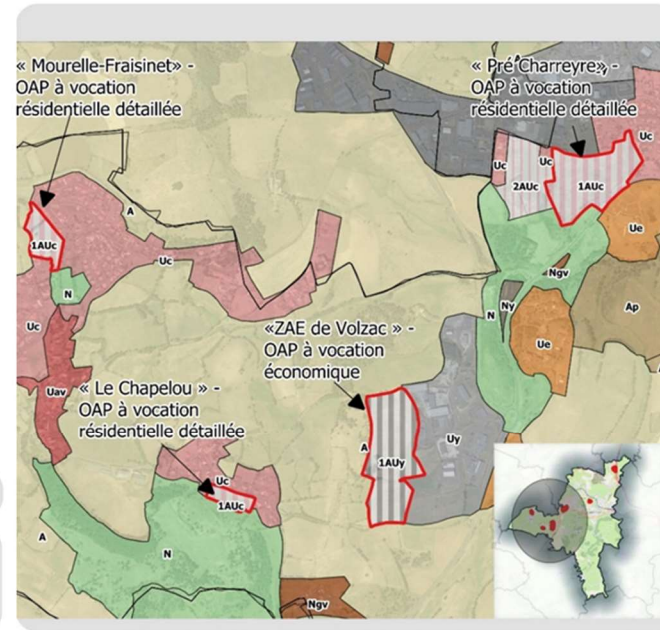 « Mourelle-Fraisinet» -
OAP à vocation
résidentielle détaillée
« Pré Charreyre» -
OAP à vocation
résidentielle détaillée
Uc
Uc
Uc
2AUc
1AUc
A
1AUc
Ue
Uc
Ngv
N
Ny
N
Ap
Uc
«ZAE de Volzac » -
OAP à vocation
économique
Ue
Uav
« Le Chapelou » -
OAP à vocation
résidentielle détaillée
A
1AUy
Uy
Uc
1AUc
A
N
Ngv